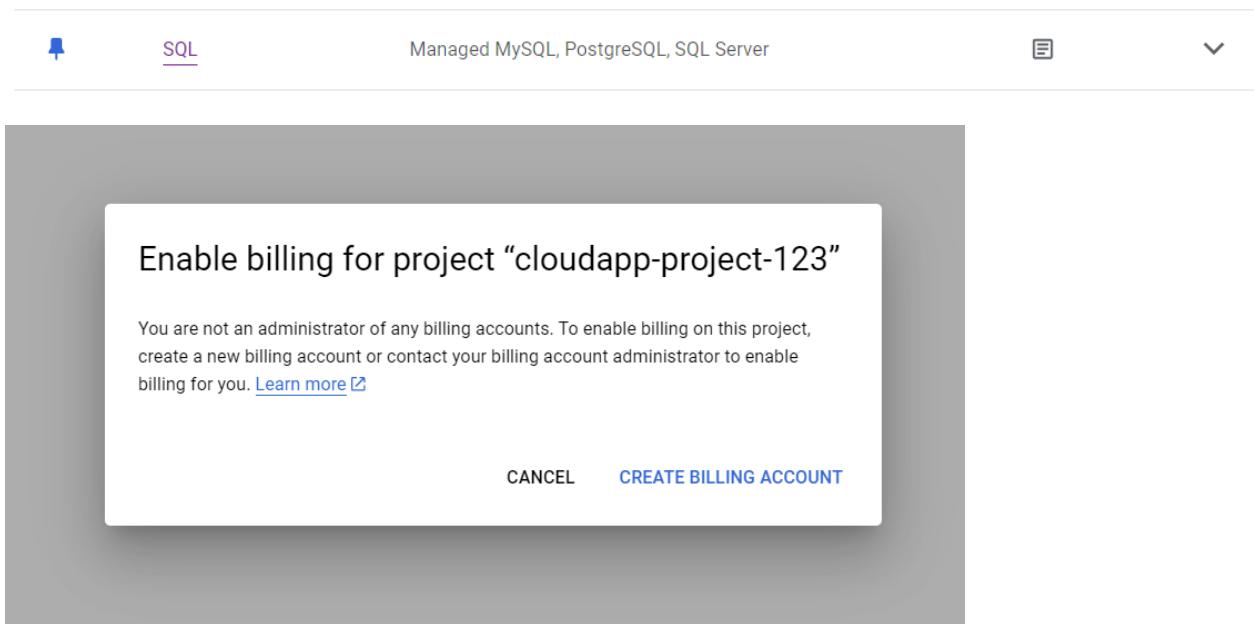 SQL Managed MySQL, PostgreSQL, SQL Server
Enable billing for project “cloudapp-project-123”
You are not an administrator of any billing accounts. To enable billing on this project,
create a new billing account or contact your billing account administrator to enable
billing for you. Learn more
CANCEL CREATE BILLING ACCOUNT